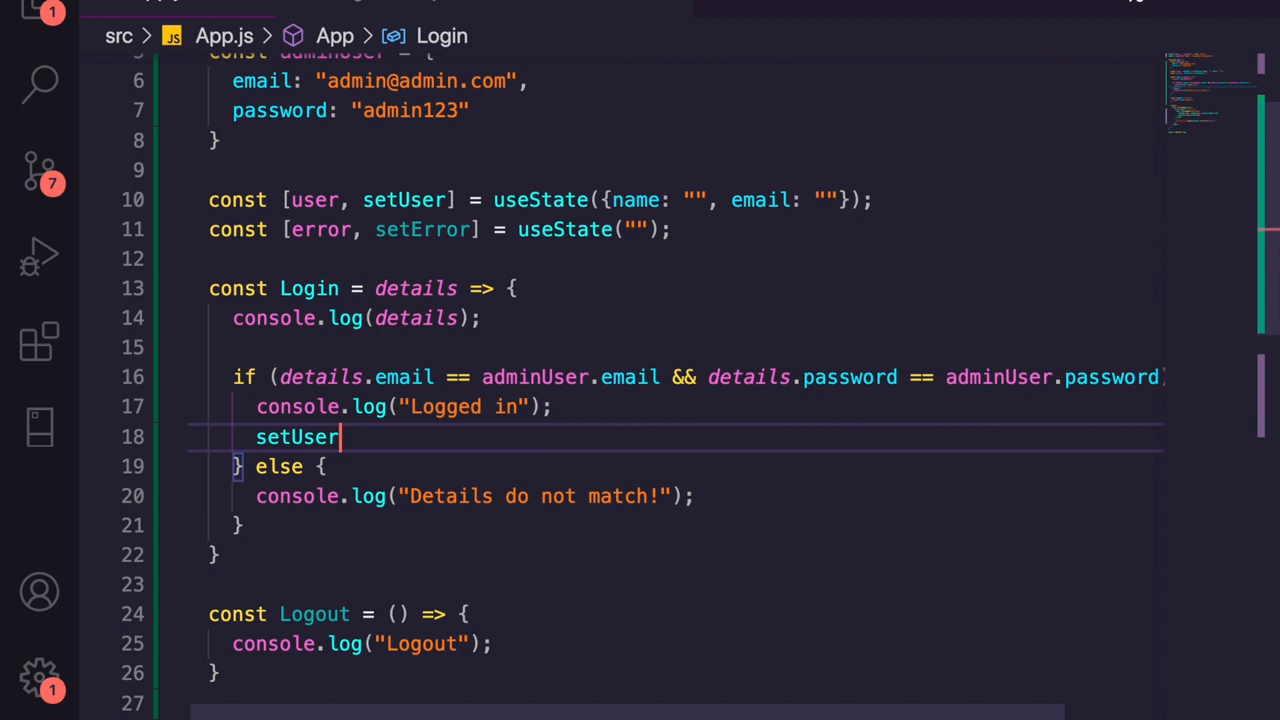 1
src > JS App.js > App > Login
5 const adminUser = {
6 email: "admin@admin.com",
7 password: "admin123"
8 }
9
10 const [user, setUser] = useState({name: "", email: ""});
11 const [error, setError] = useState("");
12
13 const Login = details => {
14 console.log(details);
15
16 if (details.email == adminUser.email && details.password == adminUser.password)
17 console.log("Logged in");
18 setUser
19 } else {
20 console.log("Details do not match!");
21 }
22 }
23
24 const Logout = () => {
25 console.log("Logout");
26 }
27
7
1